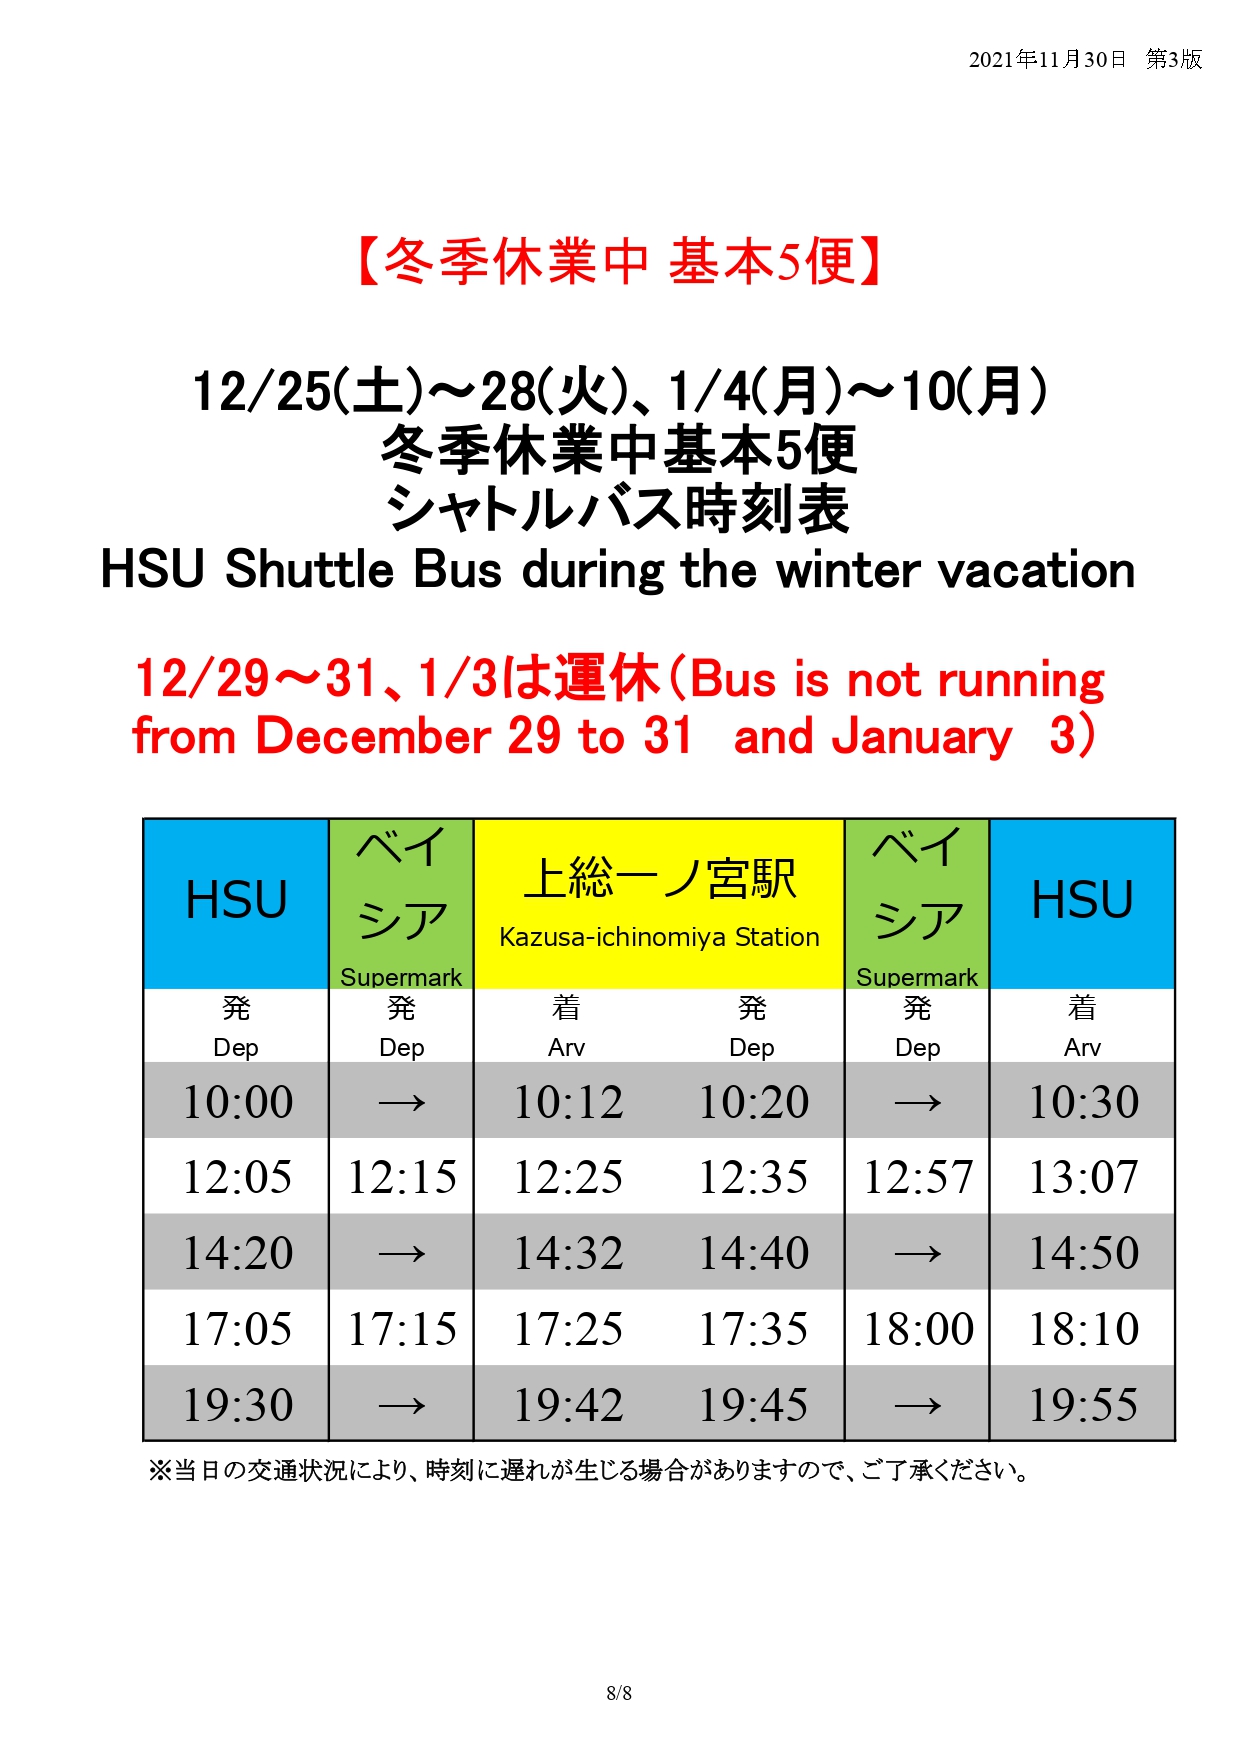 2021年11月30日 第3版
【冬季休業中 基本5便】
12/25(土)～28(火)、1/4(月)～10(月)
冬季休業中基本5便
シャトルバス時刻表
HSU Shuttle Bus during the winter vacation
12/29～31、1/3は運休(Bus is not running
from December 29 to 31 and January 3)
HSU ベイシア Supermark 上総一ノ宮駅 Kazusa-ichinomiya Station ベイシア Supermark HSU
発 発 着 発 発 着
Dep Dep Arv Dep Dep Arv
10:00 → 10:12 10:20 → 10:30
12:05 12:15 12:25 12:35 12:57 13:07
14:20 → 14:32 14:40 → 14:50
17:05 17:15 17:25 17:35 18:00 18:10
19:30 → 19:42 19:45 → 19:55
※当日の交通状況により、時刻に遅れが生じる場合がありますので、ご了承ください。
8/8